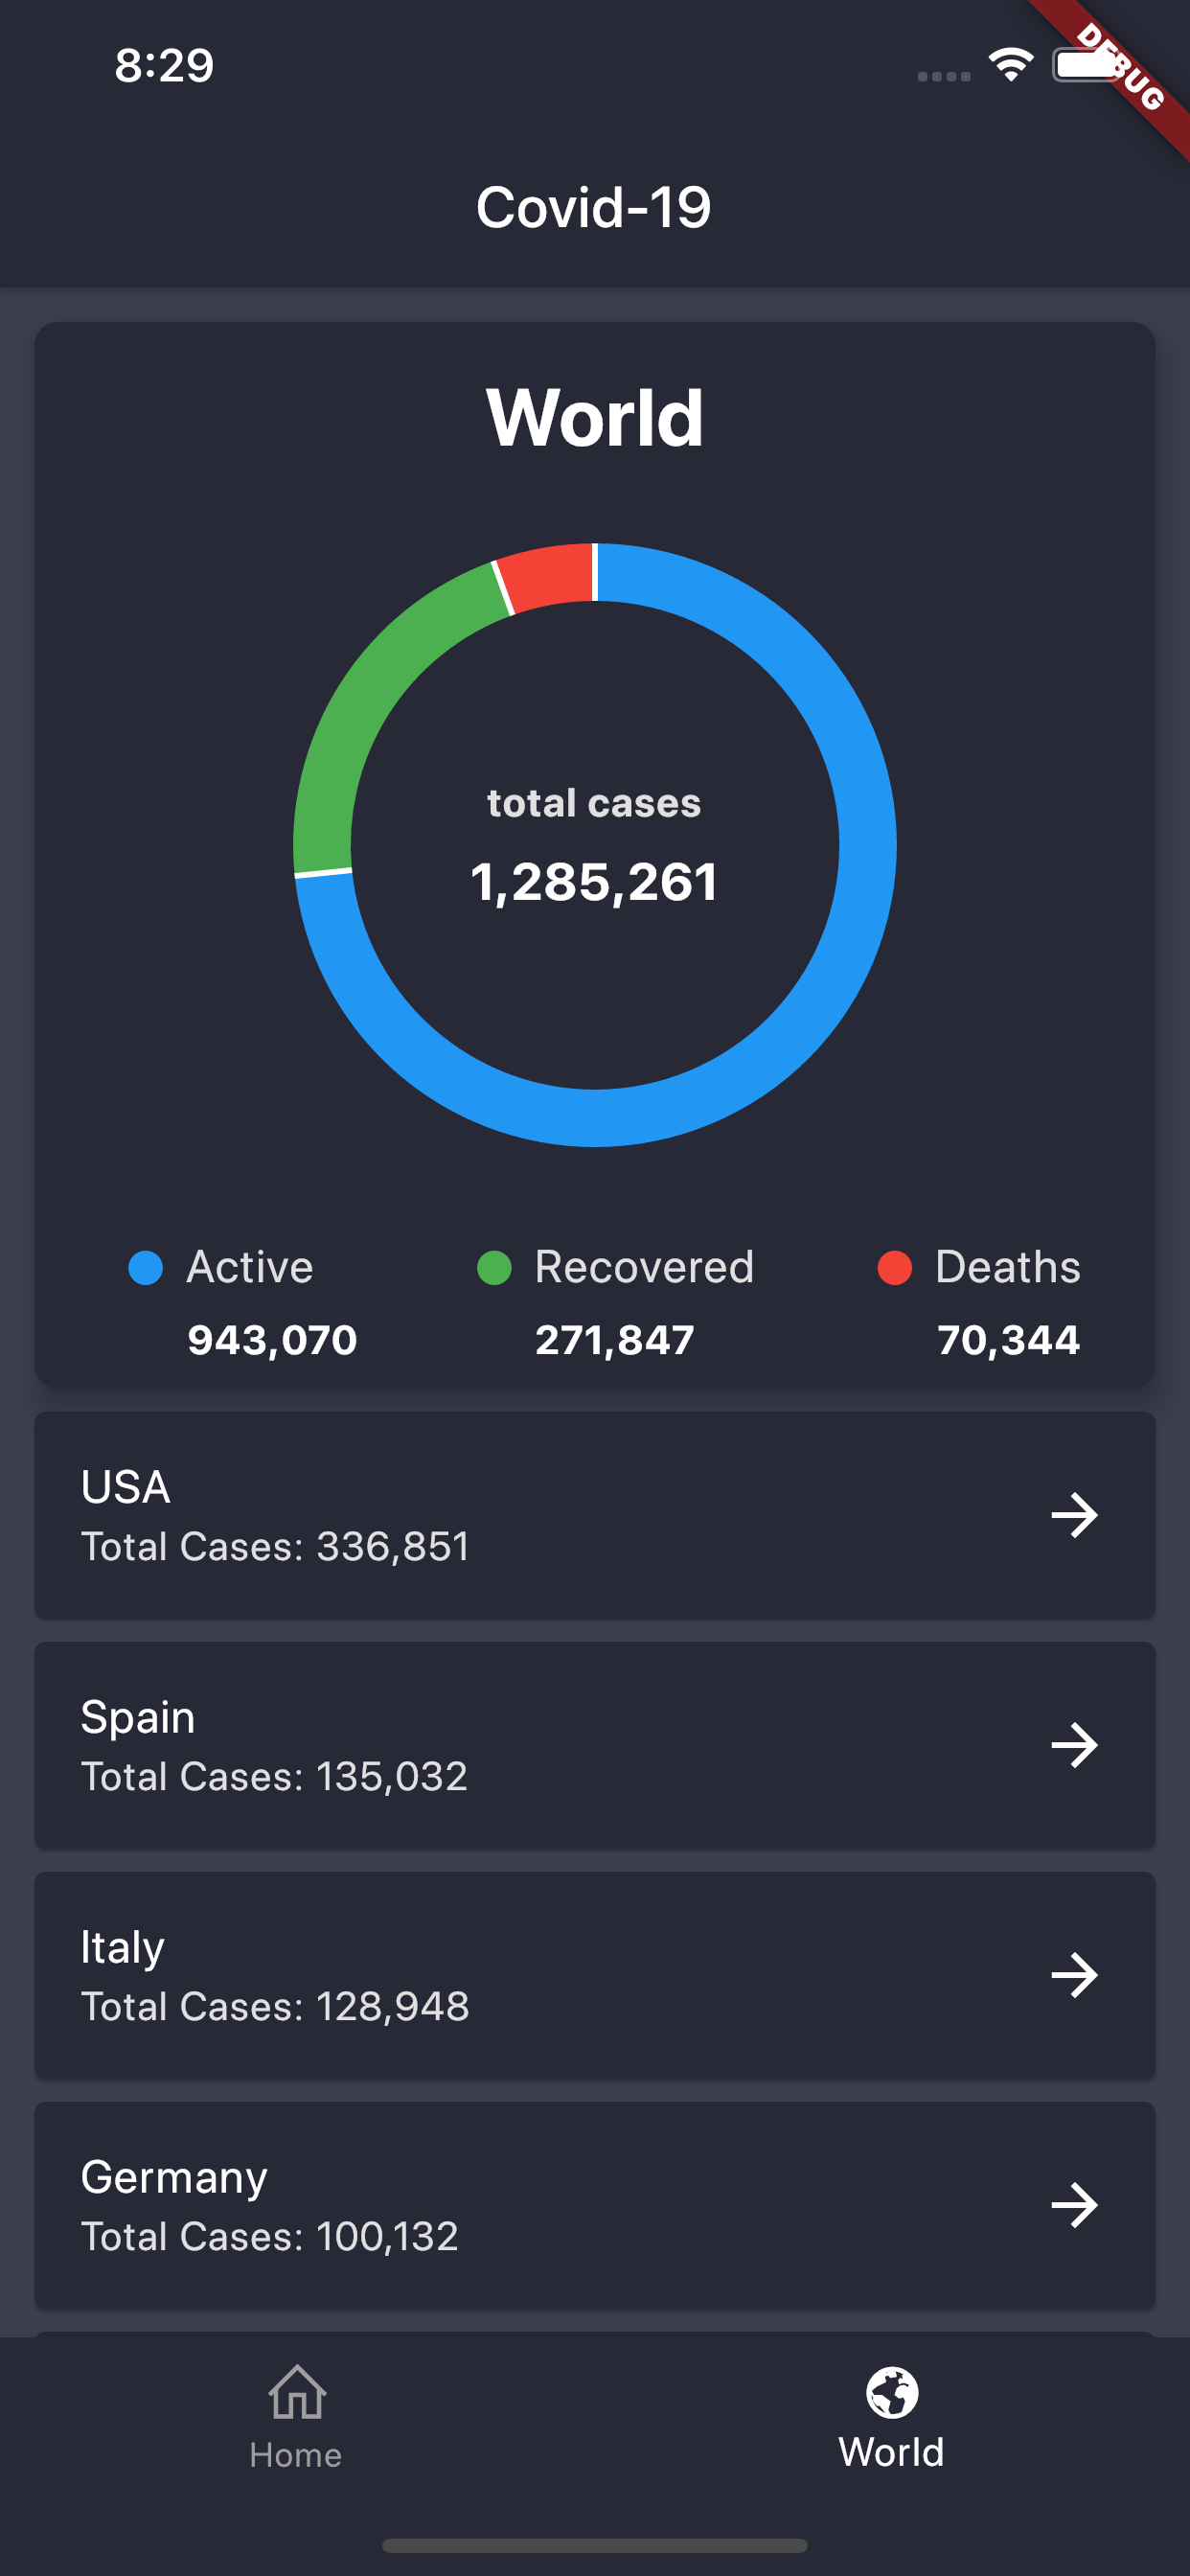 8:29
DEBUG
Covid-19
World
total cases
1,285,261
Active
Recovered
Deaths
943,070
271,847
70,344
USA
Total Cases: 336,851
Spain
Total Cases: 135,032
Italy
Total Cases: 128,948
Germany
Total Cases: 100,132
Home
World